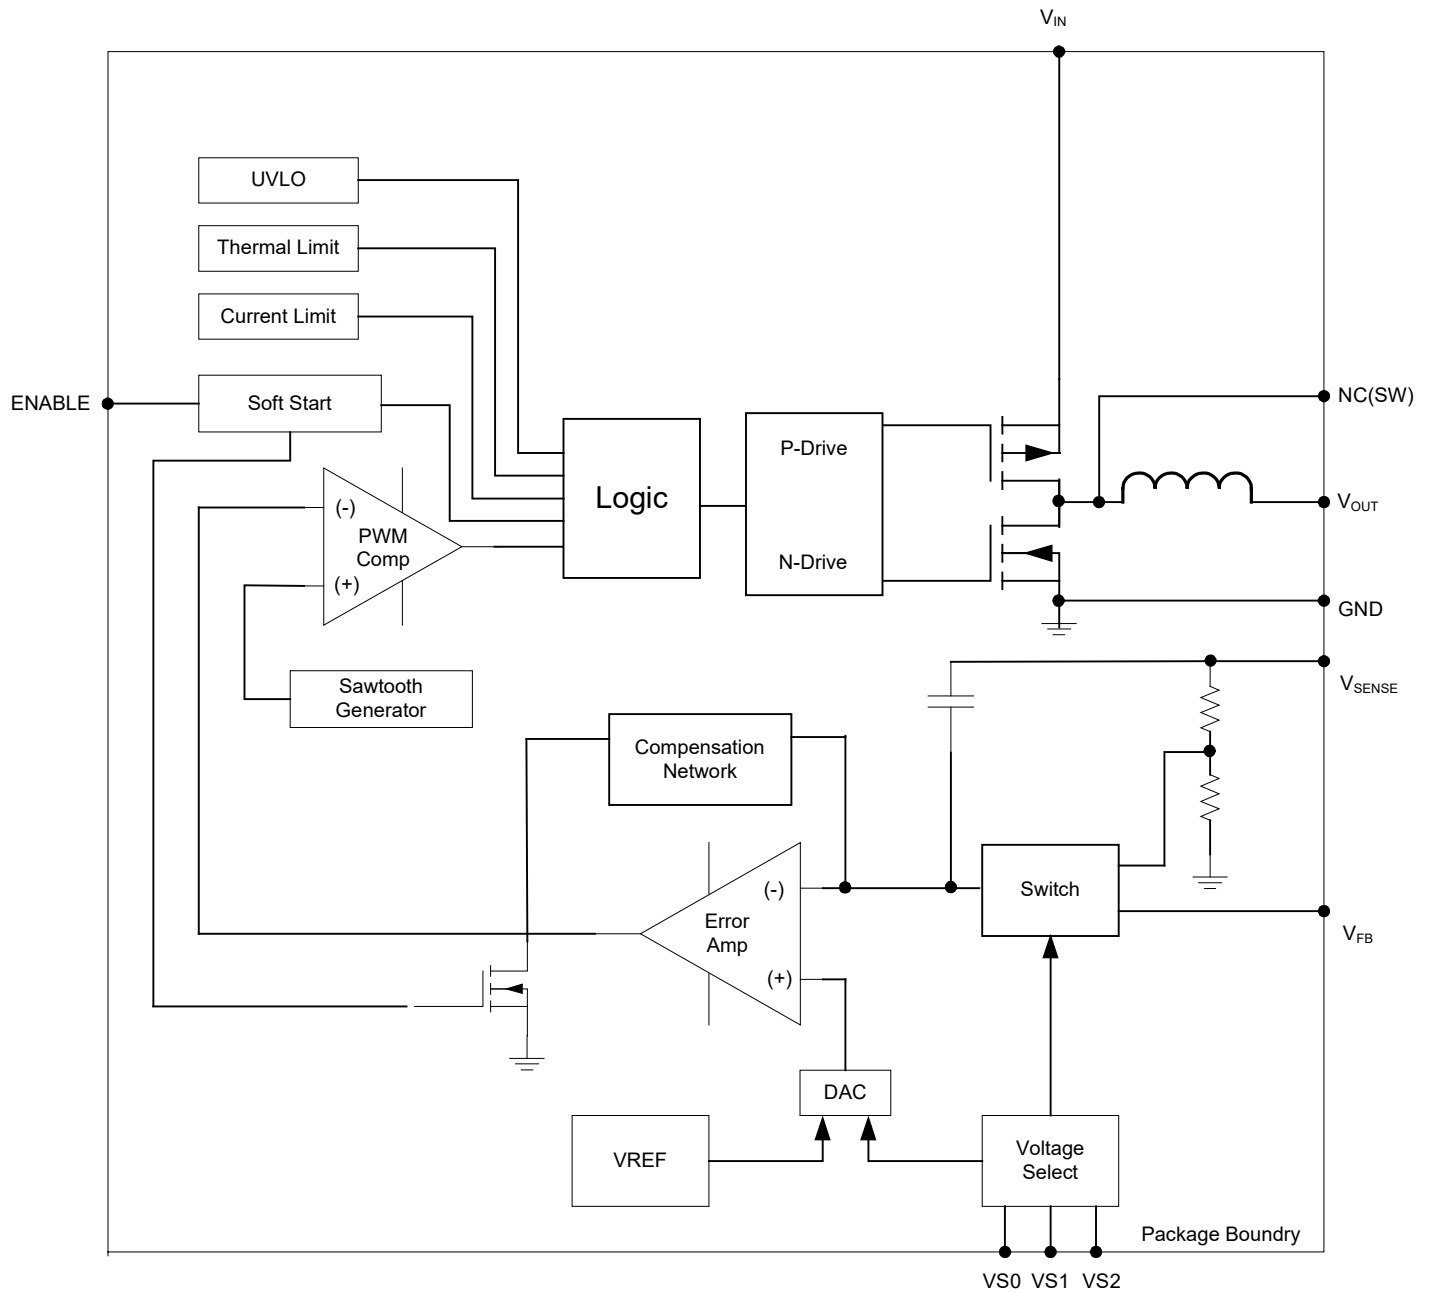 VIN
UVLO
Thermal Limit
Current Limit
ENABLE
Soft Start
NC(SW)
P-Drive
Logic
VOUT
(-)
PWM
Comp
(+)
N-Drive
GND
VSENSE
Sawtooth
Generator
Compensation
Network
(-)
Switch
Error
Amp
VFB
(+)
DAC
VREF
Voltage
Select
Package Boundry
VS0 VS1 VS2